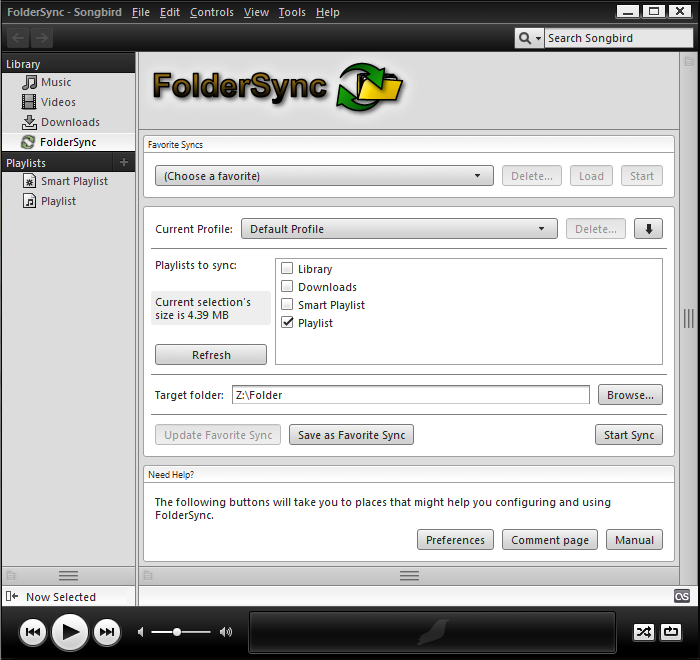 FolderSync - Songbird File Edit Controls View Tools Help
Search Songbird
Library
Music
Videos
Downloads
FolderSync
Playlists +
Smart Playlist
Playlist
FolderSync
Favorite Syncs
(Choose a favorite) Delete... Load Start
Current Profile: Default Profile Delete...
Playlists to sync:
Library
Downloads
Smart Playlist
Playlist
Current selection's
size is 4.39 MB
Refresh
Target folder: Z:\Folder Browse...
Update Favorite Sync Save as Favorite Sync Start Sync
Need Help?
The following buttons will take you to places that might help you configuring and using
FolderSync.
Preferences Comment page Manual
Now Selected